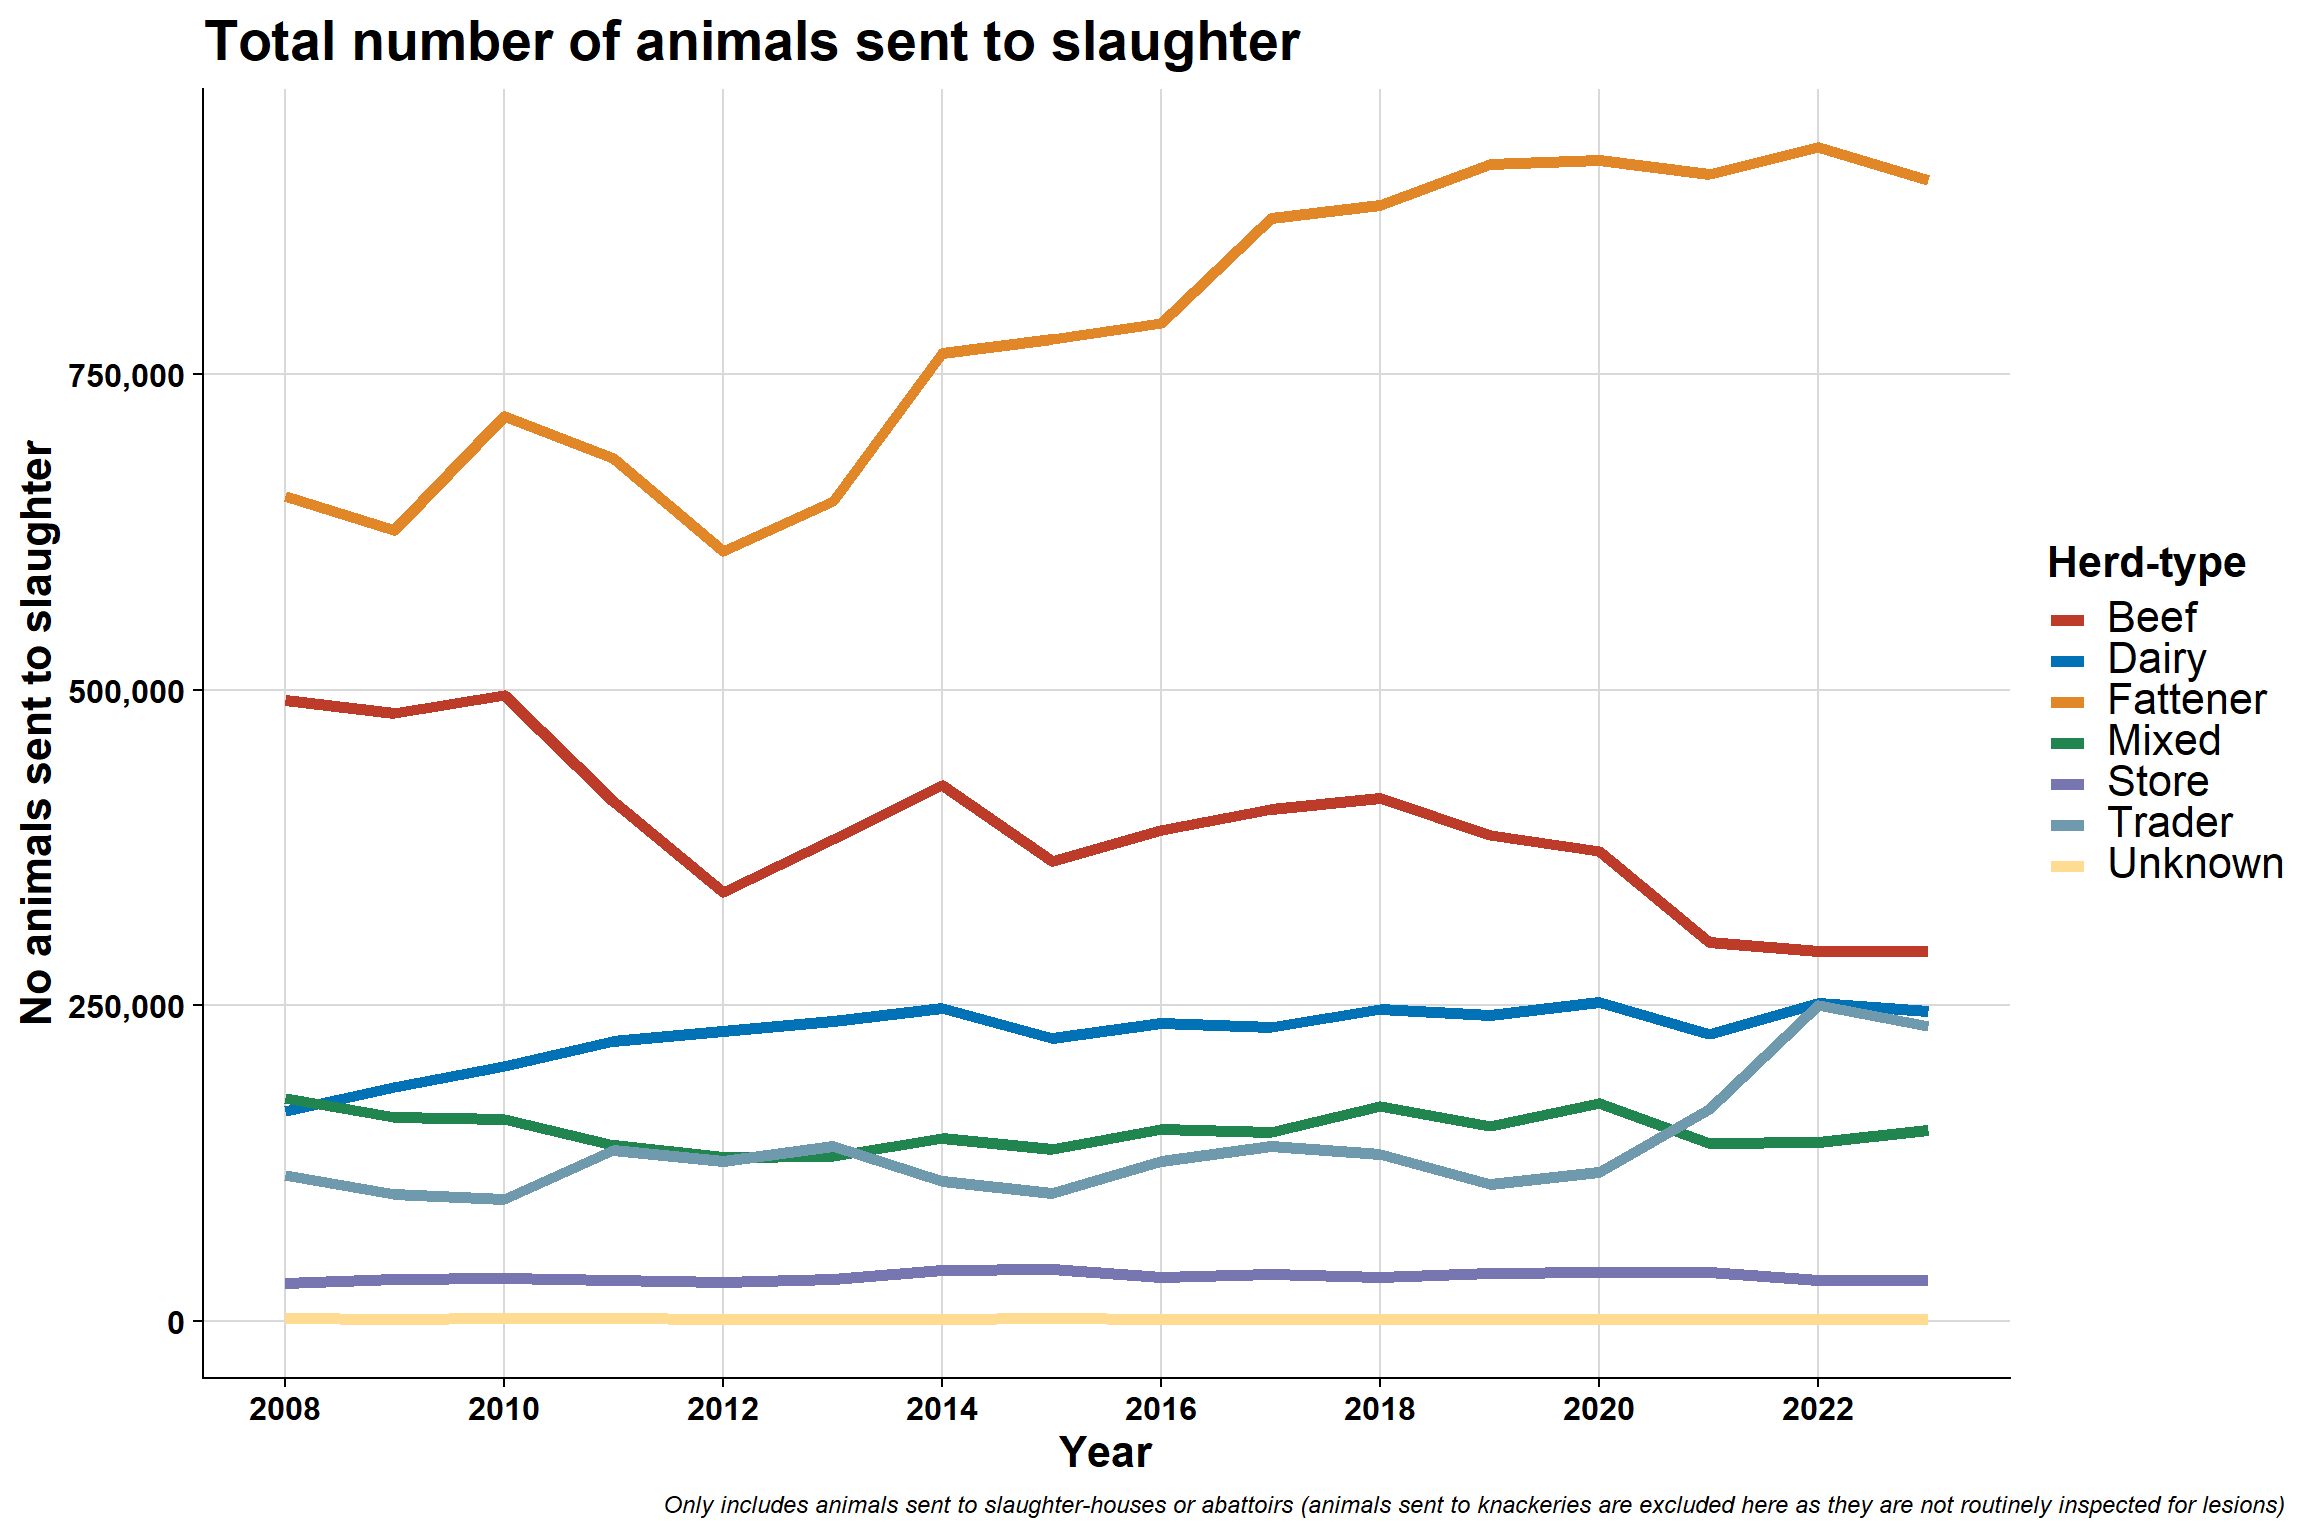 Total number of animals sent to slaughter
No animals sent to slaughter
750,000
500,000
250,000
0
2008 2010 2012 2014 2016 2018 2020 2022
Year
Herd-type
Beef
Dairy
Fattener
Mixed
Store
Trader
Unknown
Only includes animals sent to slaughter-houses or abattoirs (animals sent to knackeries are excluded here as they are not routinely inspected for lesions)